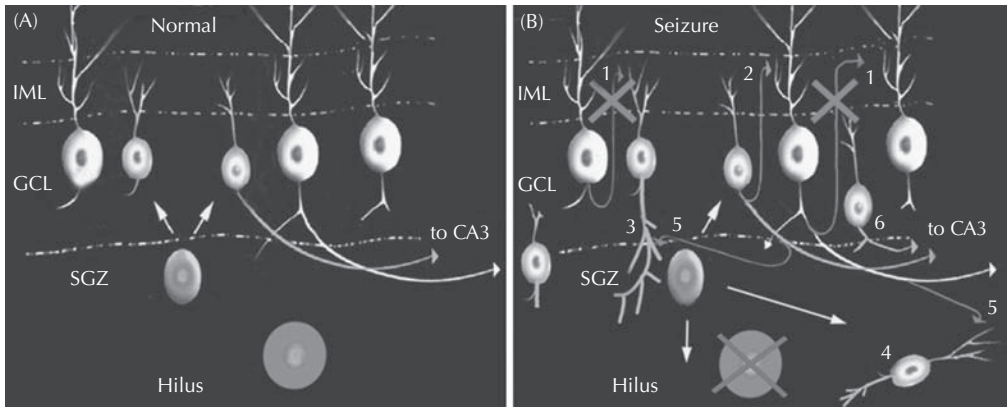 (A)
Normal
IML
GCL
to CA3
SGZ
Hilus
(B)
Seizure
1
2
1
IML
GCL
6
to CA3
3
5
SGZ
5
4
Hilus